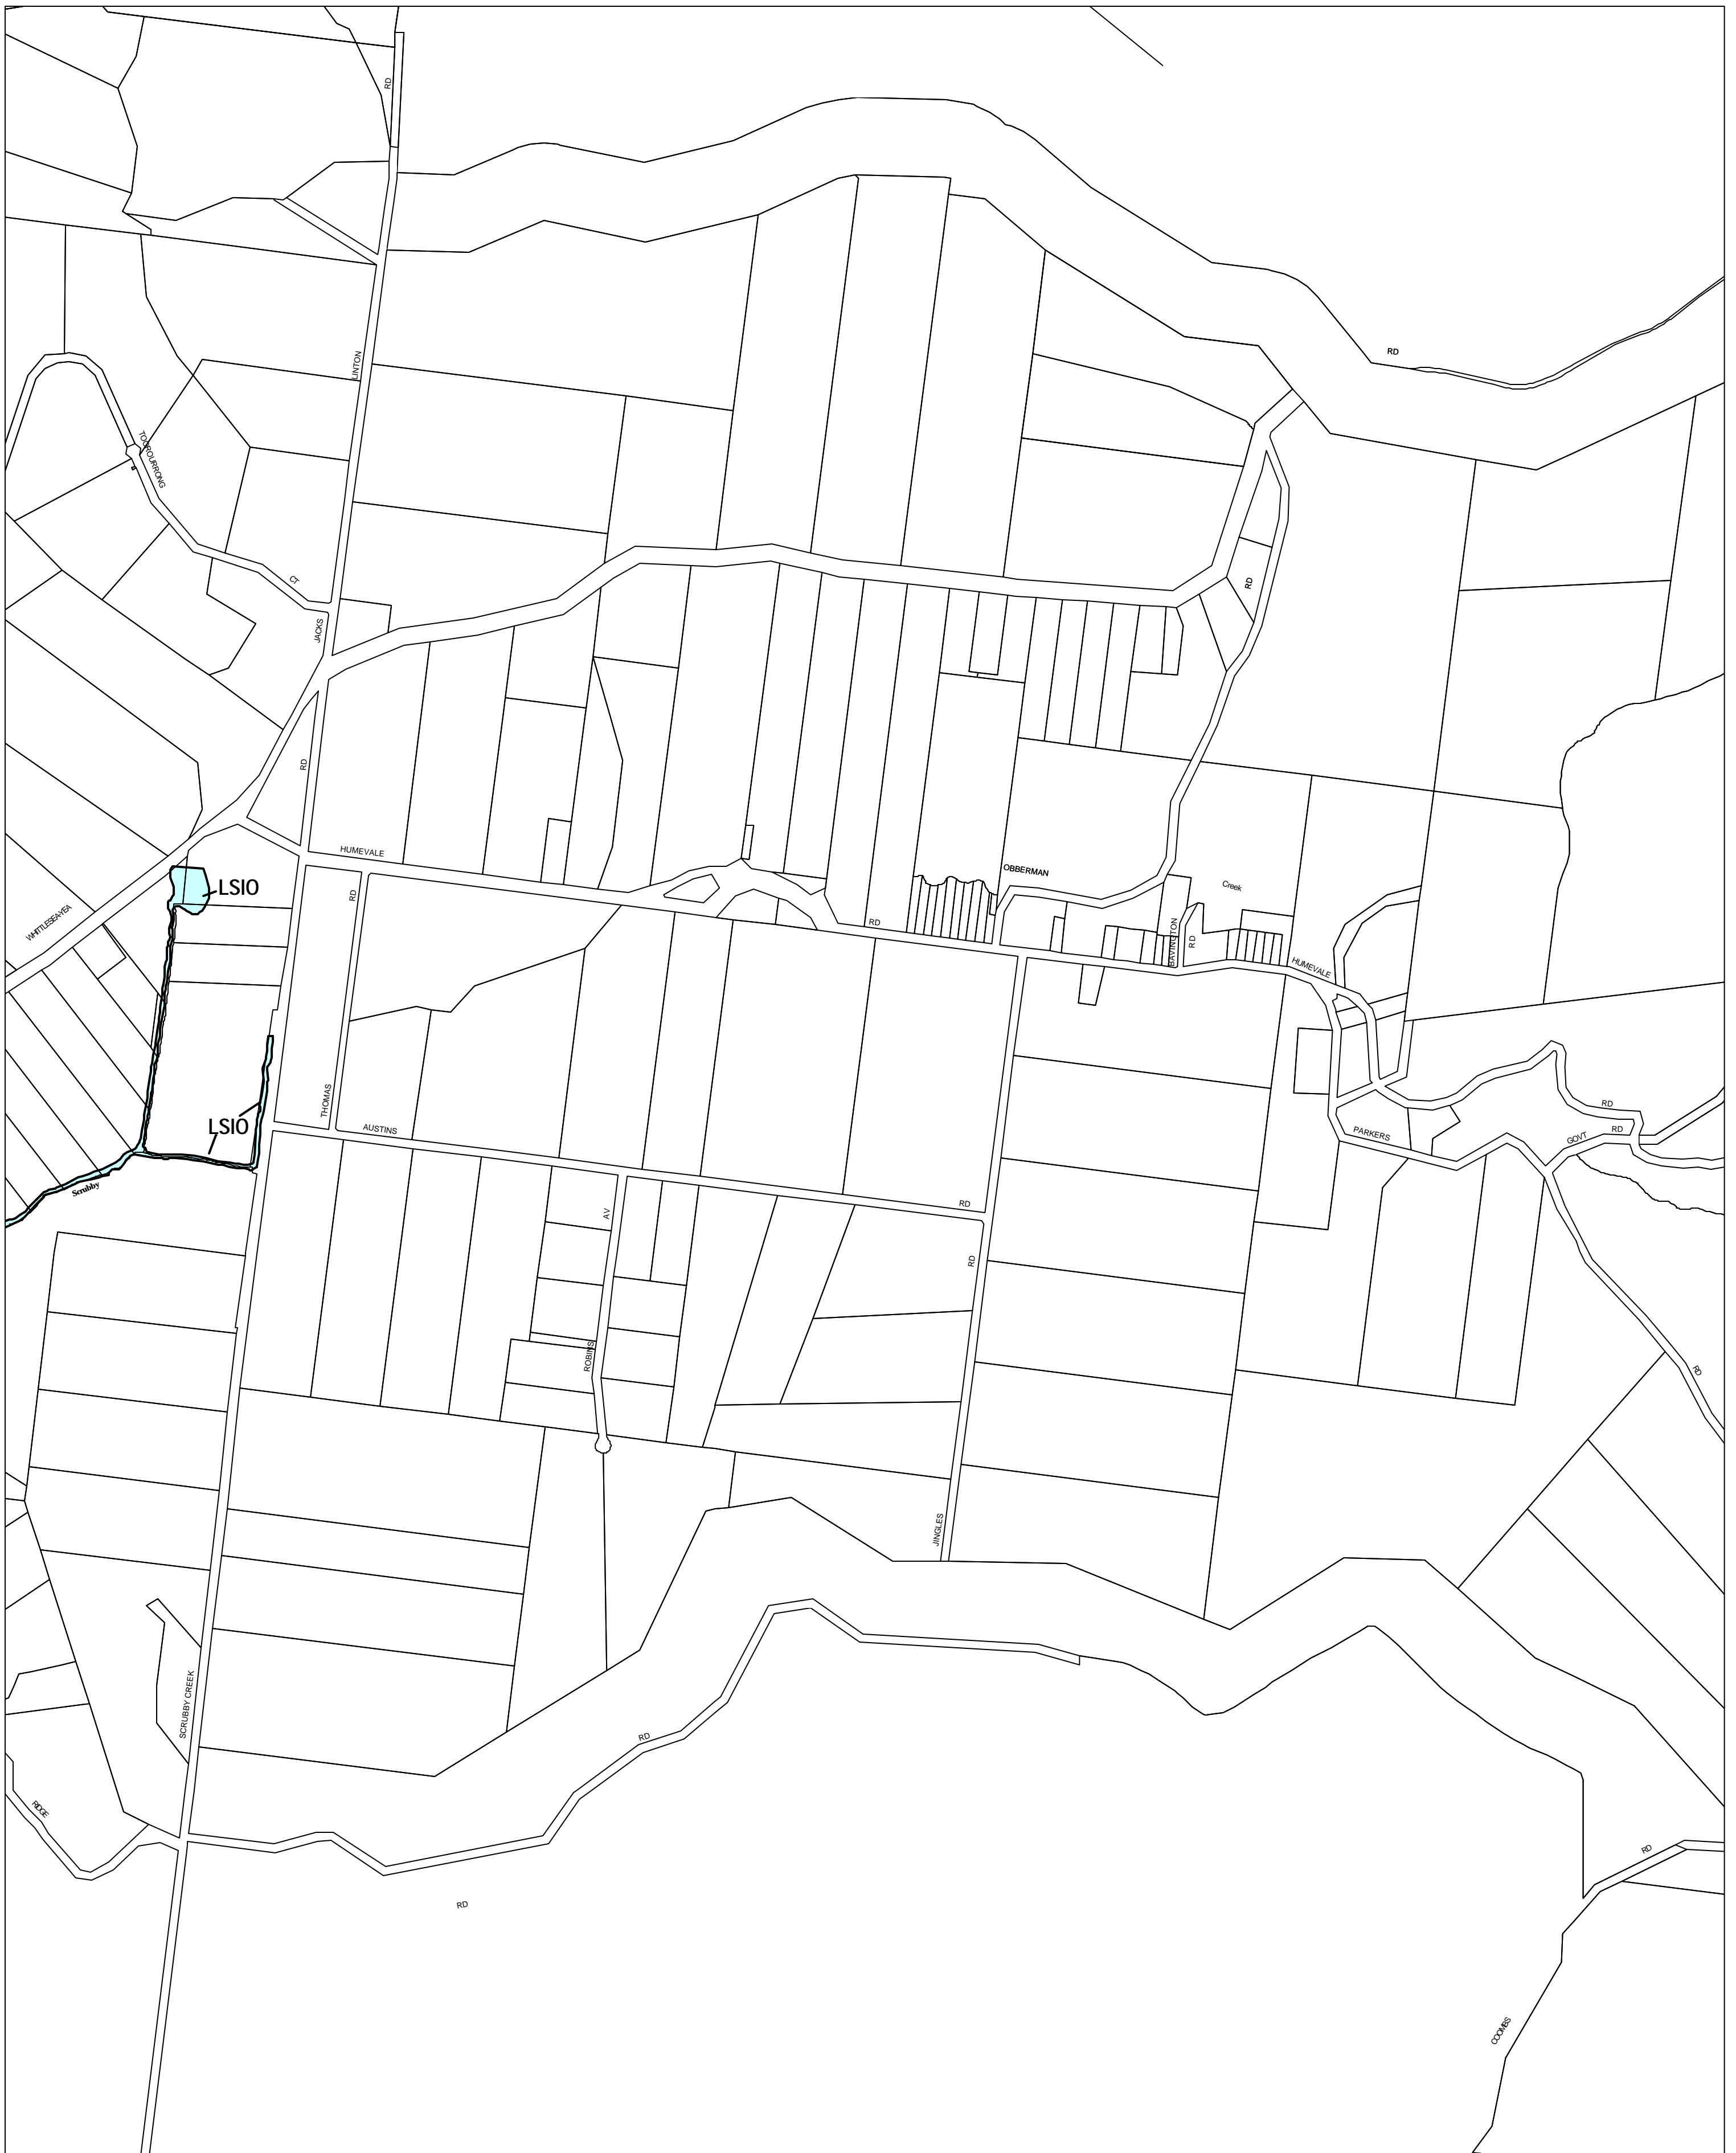 RD
RD
LINTON
TOOROURRONG
CT
RD
JACKS
RD
HUMEVALE
OBBERMAN
Creek
LSIO
RD
WHITTLESEA-YEA
RD
BAVINGTON
RD
HUMEVALE
THOMAS
LSIO
AUSTINS
PARKERS
RD
RD
GOVT
Scrubby
RD
AV
RD
ROBINS
RD
JINGLES
SCRUBBY CREEK
RD
RIDGE
RD
RD
COOMBS